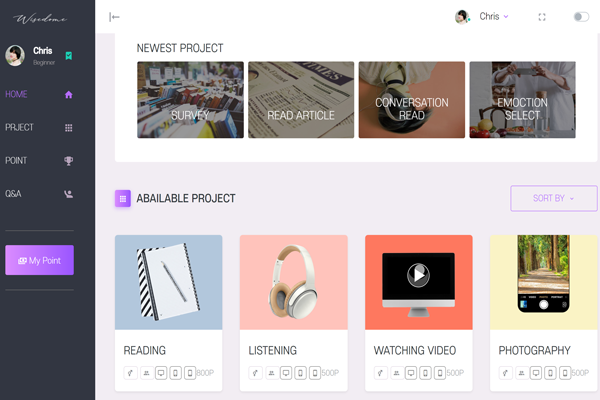 Wisedome
Chris
Chris
Beginner
HOME
PRJECT
POINT
Q&A
My Point
NEWEST PROJECT
SURVEY
READ ARTICLE
CONVERSATION
READ
EMOCTION
SELECT
ABAILABLE PROJECT
SORT BY
READING
800P
LISTENING
500P
WATCHING VIDEO
500P
PHOTOGRAPHY
500P